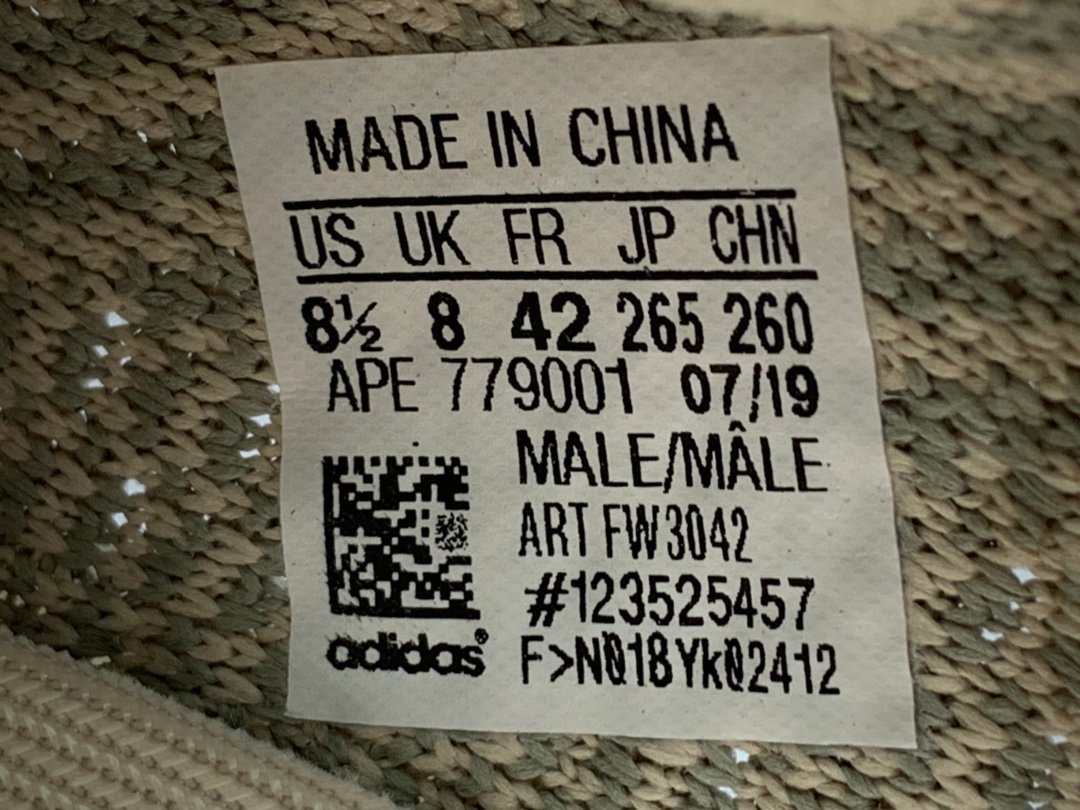 MADE IN CHINA
US UK FR JP CHN
8½ 8 42 265 260
APE 779001 07/19
MALE/MÂLE
ART FW3042
#123525457
adidas® F>N018Yk02412